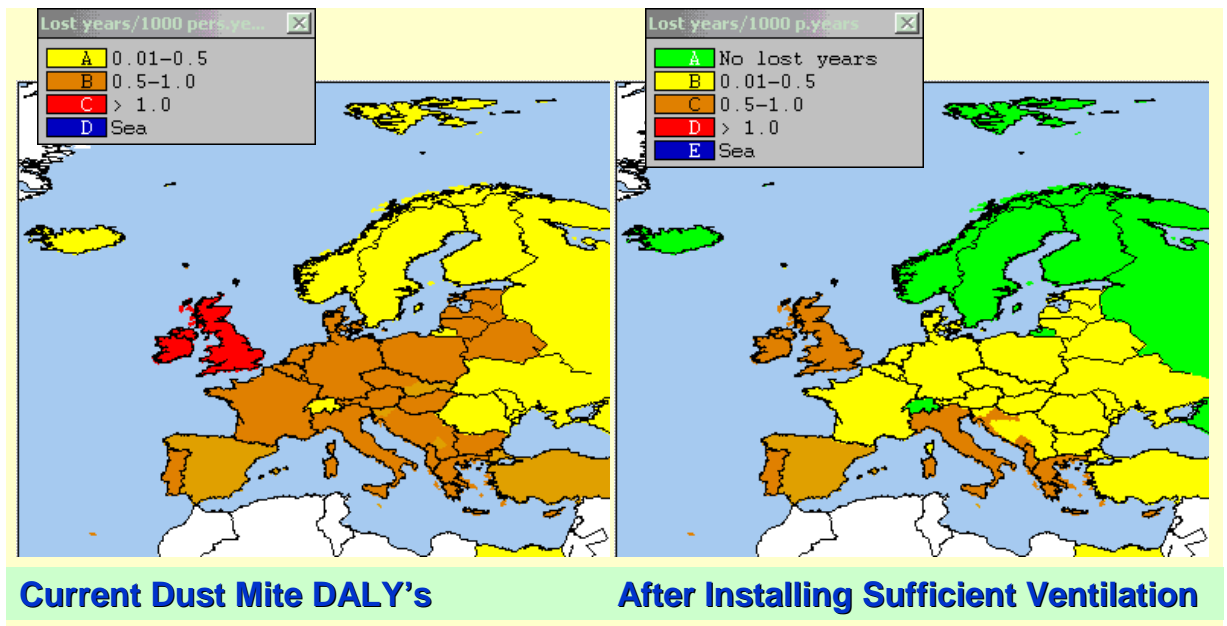 Lost years/1000 pers.ye...
A 0.01-0.5
B 0.5-1.0
C > 1.0
D Sea
Lost years/1000 p.years
A No lost years
B 0.01-0.5
C 0.5-1.0
D > 1.0
E Sea
Current Dust Mite DALY's
After Installing Sufficient Ventilation